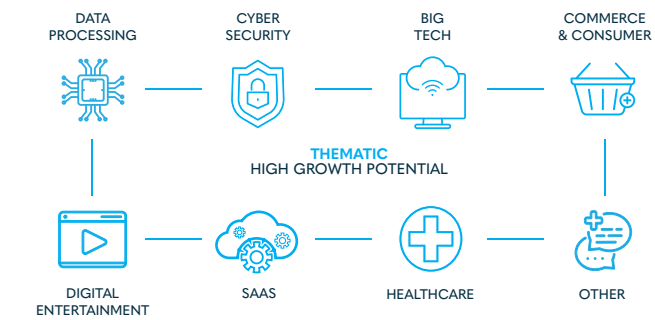 DATA
PROCESSING
CYBER
SECURITY
BIG
TECH
COMMERCE
& CONSUMER
THEMATIC
HIGH GROWTH POTENTIAL
DIGITAL
ENTERTAINMENT
SAAS
HEALTHCARE
OTHER